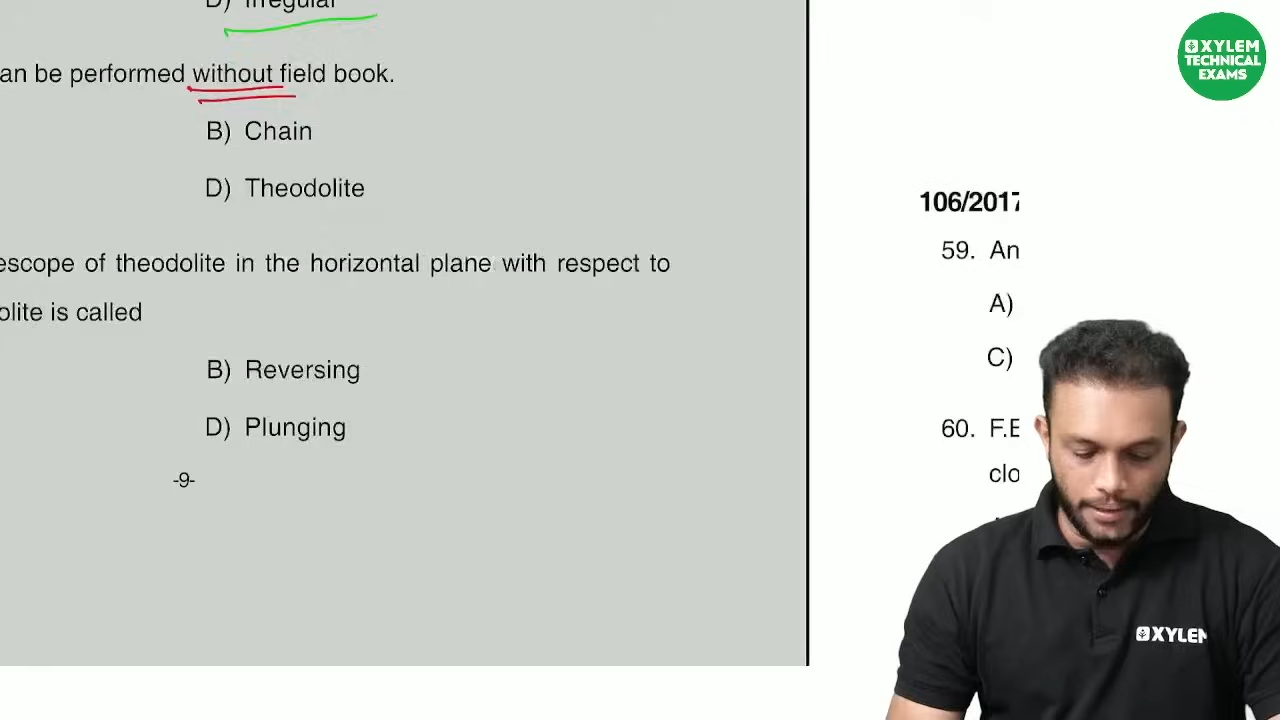 D) Irregular
an be performed without field book.
B) Chain
D) Theodolite
escope of theodolite in the horizontal plane with respect to
olite is called
B) Reversing
D) Plunging
-9-
XYLEM
TECHNICAL
EXAMS
106/2017
59. An
A)
C)
60. F.E
clo
XYLEM